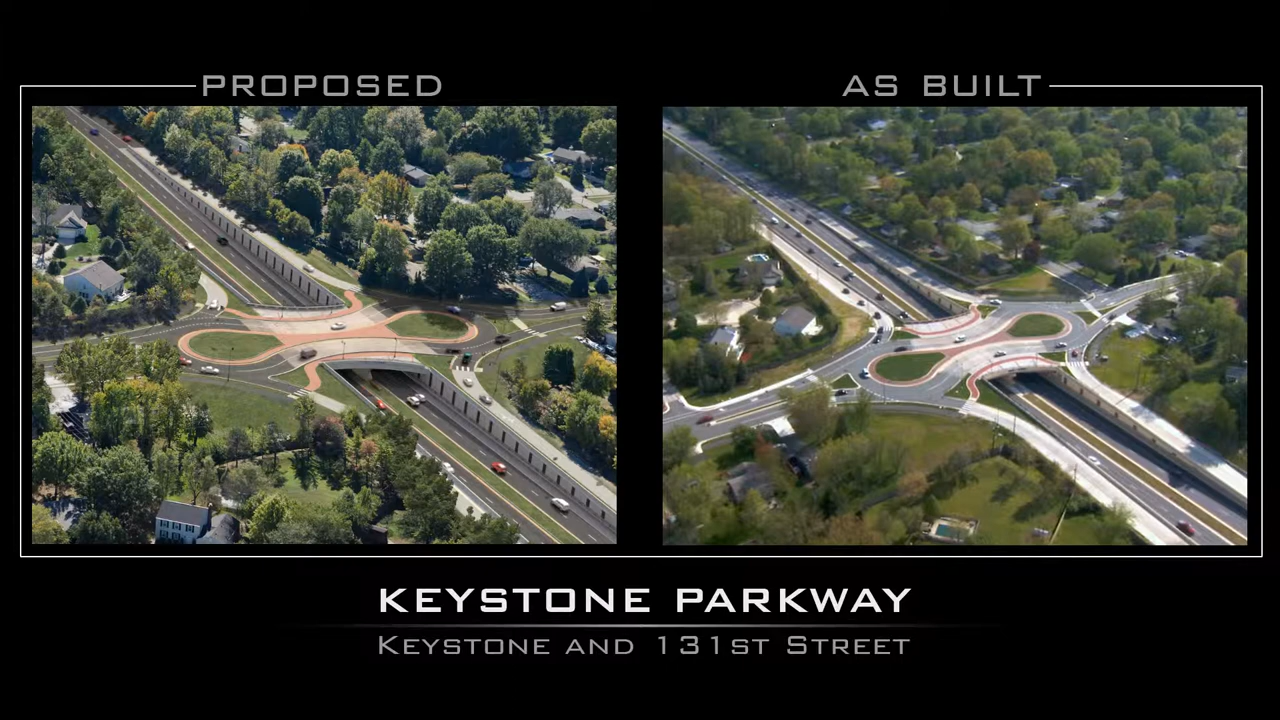 PROPOSED
AS BUILT
KEYSTONE PARKWAY
KEYSTONE AND 131ST STREET